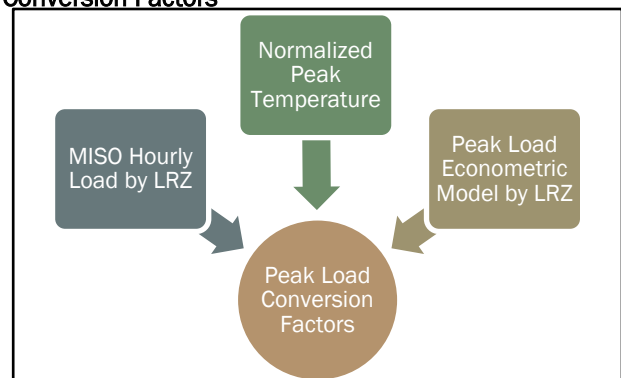 Conversion Factors
Normalized
Peak
Temperature
MISO Hourly
Load by LRZ
Peak Load
Econometric
Model by LRZ
Peak Load
Conversion
Factors